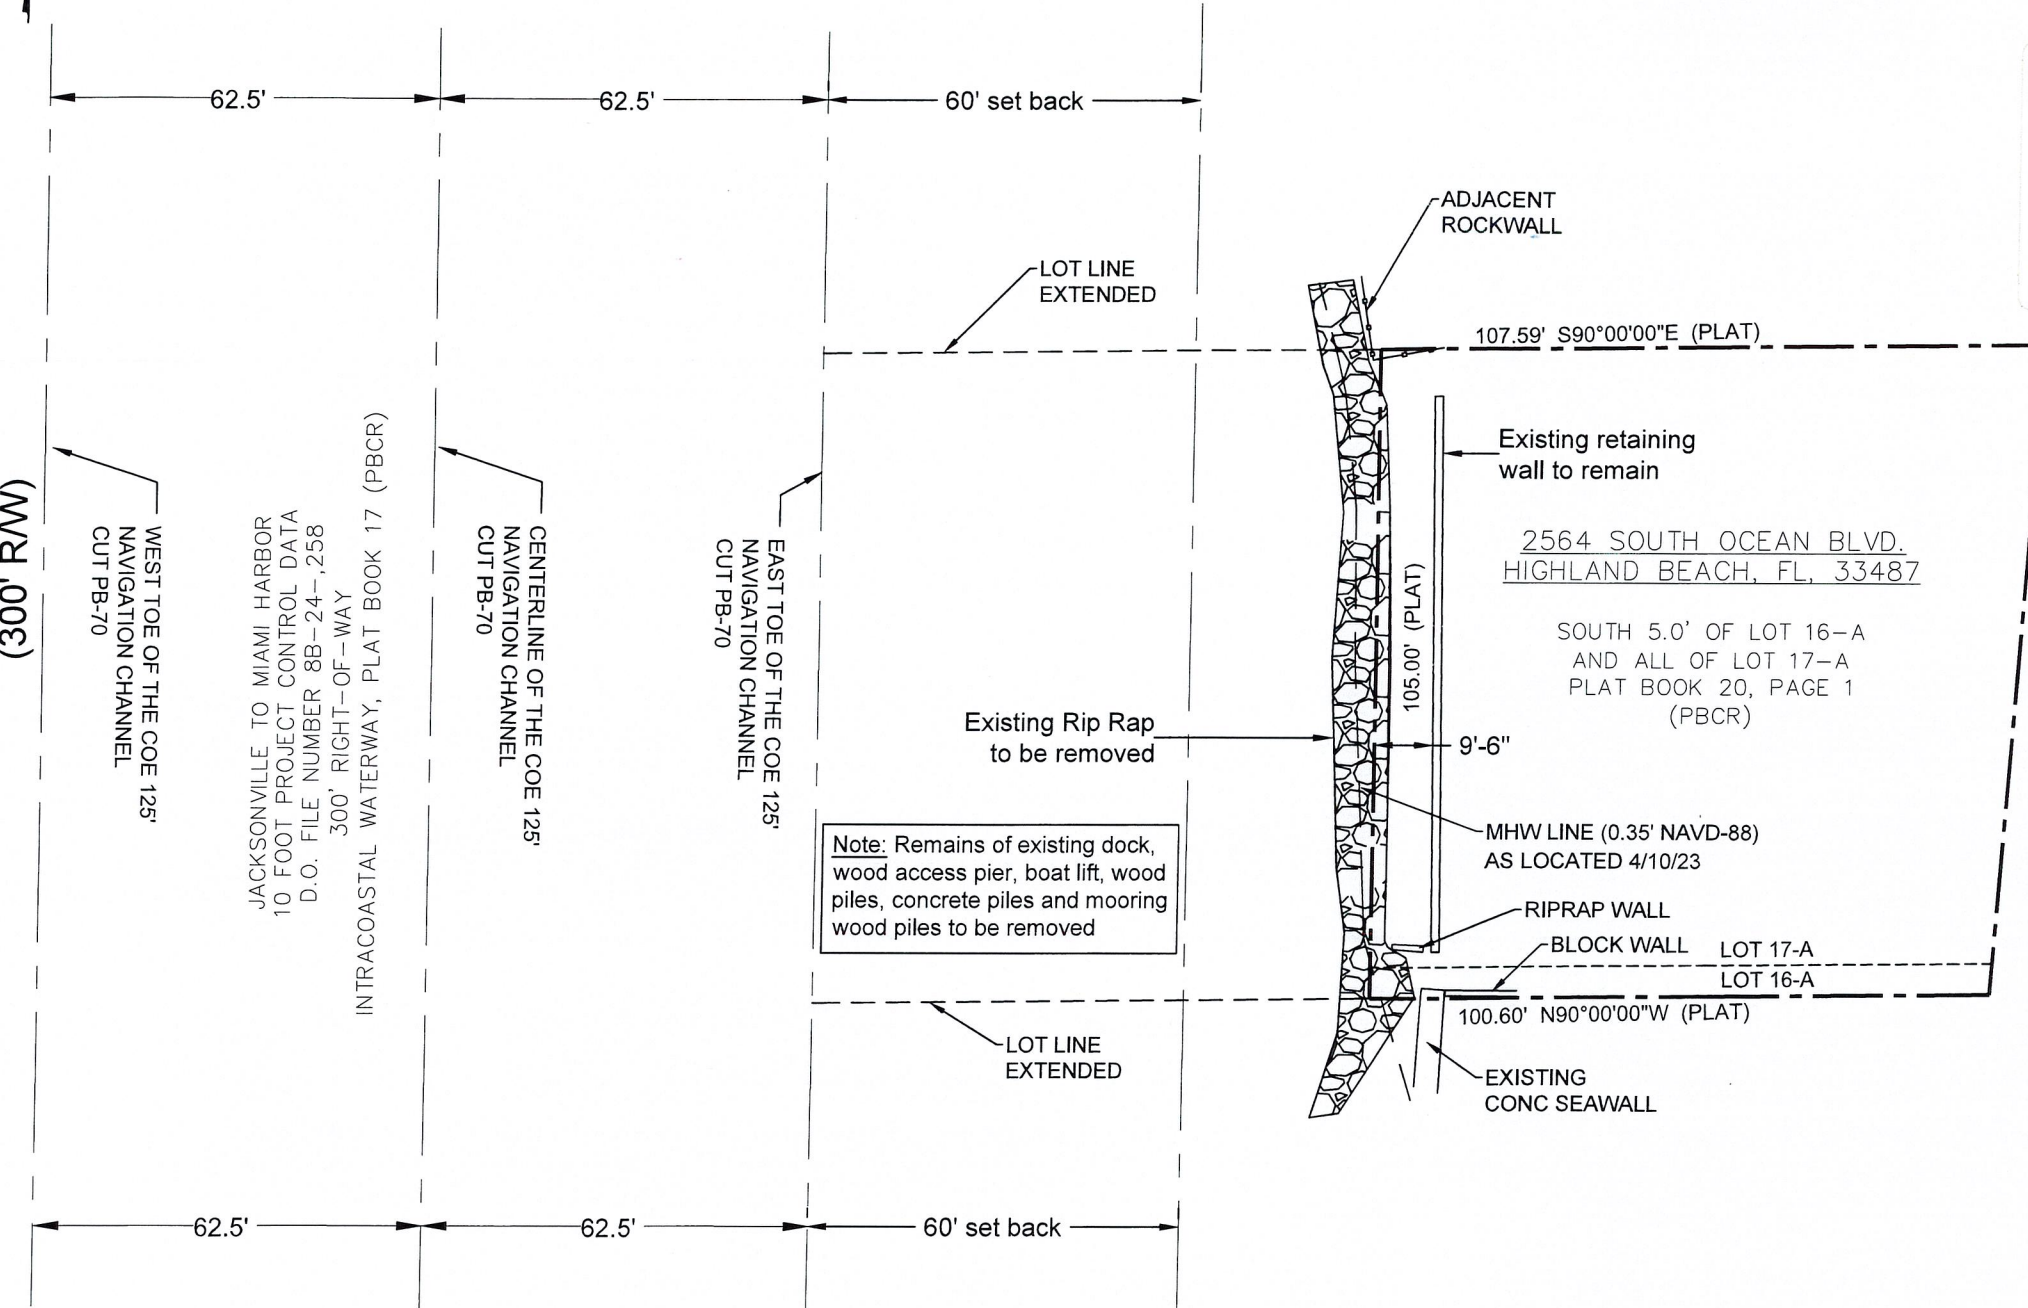 62.5'
62.5'
60' set back
ADJACENT
ROCKWALL
LOT LINE
EXTENDED
107.59' S90°00'00"E (PLAT)
Existing retaining
wall to remain
(300' R/W)
WEST TOE OF THE COE 125'
NAVIGATION CHANNEL
CUT PB-70
JACKSONVILLE TO MIAMI HARBOR
10 FOOT PROJECT CONTROL DATA
D.O. FILE NUMBER 8B-24-,258
300' RIGHT-OF-WAY
INTRACOASTAL WATERWAY, PLAT BOOK 17 (PBCR)
CENTERLINE OF THE COE 125'
NAVIGATION CHANNEL
CUT PB-70
EAST TOE OF THE COE 125'
NAVIGATION CHANNEL
CUT PB-70
2564 SOUTH OCEAN BLVD.
HIGHLAND BEACH, FL, 33487
105.00' (PLAT)
SOUTH 5.0' OF LOT 16-A
AND ALL OF LOT 17-A
PLAT BOOK 20, PAGE 1
(PBCR)
Existing Rip Rap
to be removed
9'-6"
Note: Remains of existing dock,
wood access pier, boat lift, wood
piles, concrete piles and mooring
wood piles to be removed
MHW LINE (0.35' NAVD-88)
AS LOCATED 4/10/23
RIPRAP WALL
BLOCK WALL
LOT 17-A
LOT 16-A
100.60' N90°00'00"W (PLAT)
LOT LINE
EXTENDED
EXISTING
CONC SEAWALL
62.5'
62.5'
60' set back